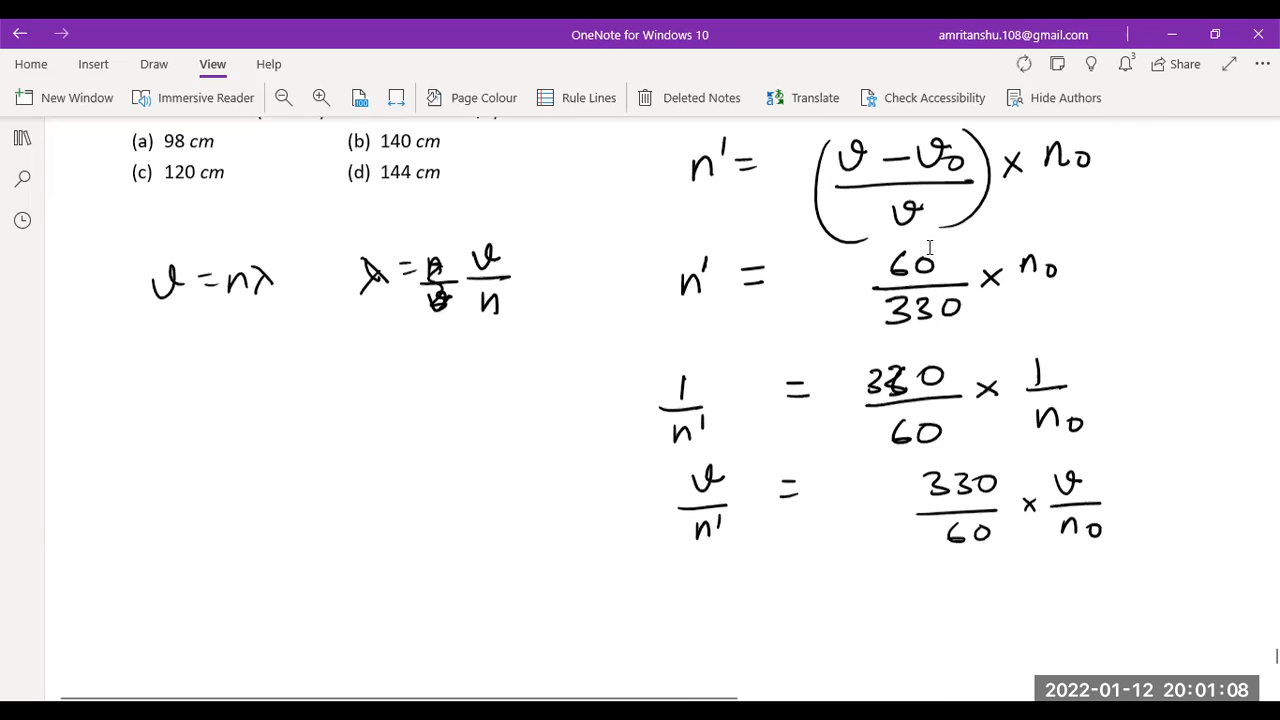 OneNote for Windows 10
amritanshu.108@gmail.com
Home Insert Draw View Help
3 Share
New Window Immersive Reader 100 Page Colour Rule Lines Deleted Notes Translate Check Accessibility Hide Authors
(a) 98 cm (b) 140 cm
(c) 120 cm (d) 144 cm
n' = (v - v₀ / v) × n₀
v = nλ
λ = v/n
n' = 60/330 × n₀
1/n' = 330/60 × 1/n₀
v/n' = 330/60 × v/n₀
2022-01-12 20:01:08